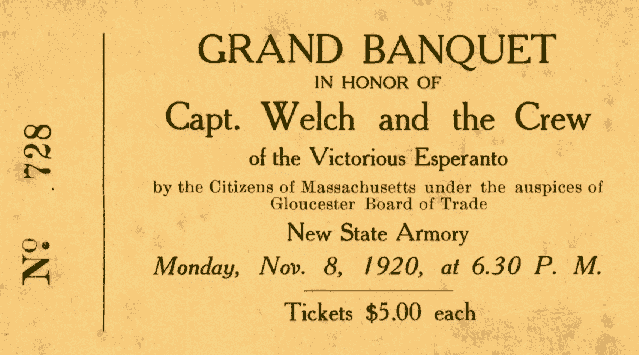 No. 728
GRAND BANQUET
IN HONOR OF
Capt. Welch and the Crew
of the Victorious Esperanto
by the Citizens of Massachusetts under the auspices of
Gloucester Board of Trade
New State Armory
Monday, Nov. 8, 1920, at 6.30 P. M.
Tickets $5.00 each